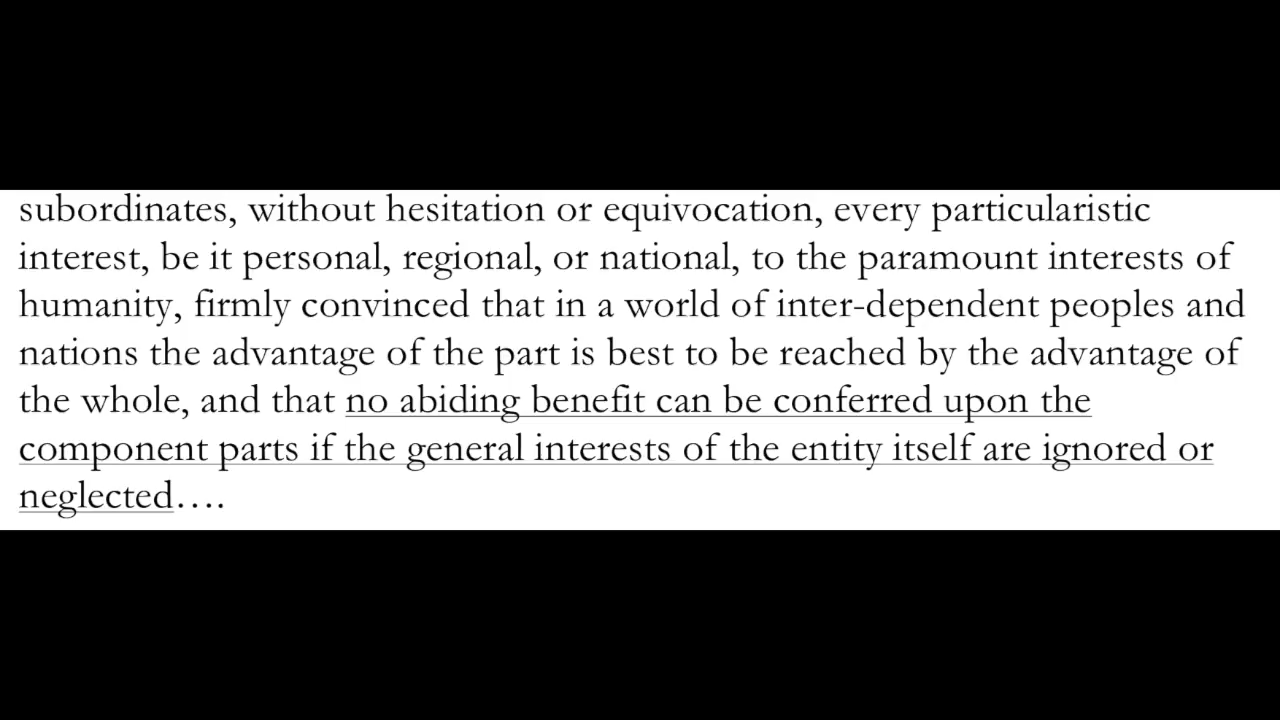 subordinates, without hesitation or equivocation, every particularistic
interest, be it personal, regional, or national, to the paramount interests of
humanity, firmly convinced that in a world of inter-dependent peoples and
nations the advantage of the part is best to be reached by the advantage of
the whole, and that no abiding benefit can be conferred upon the
component parts if the general interests of the entity itself are ignored or
neglected….